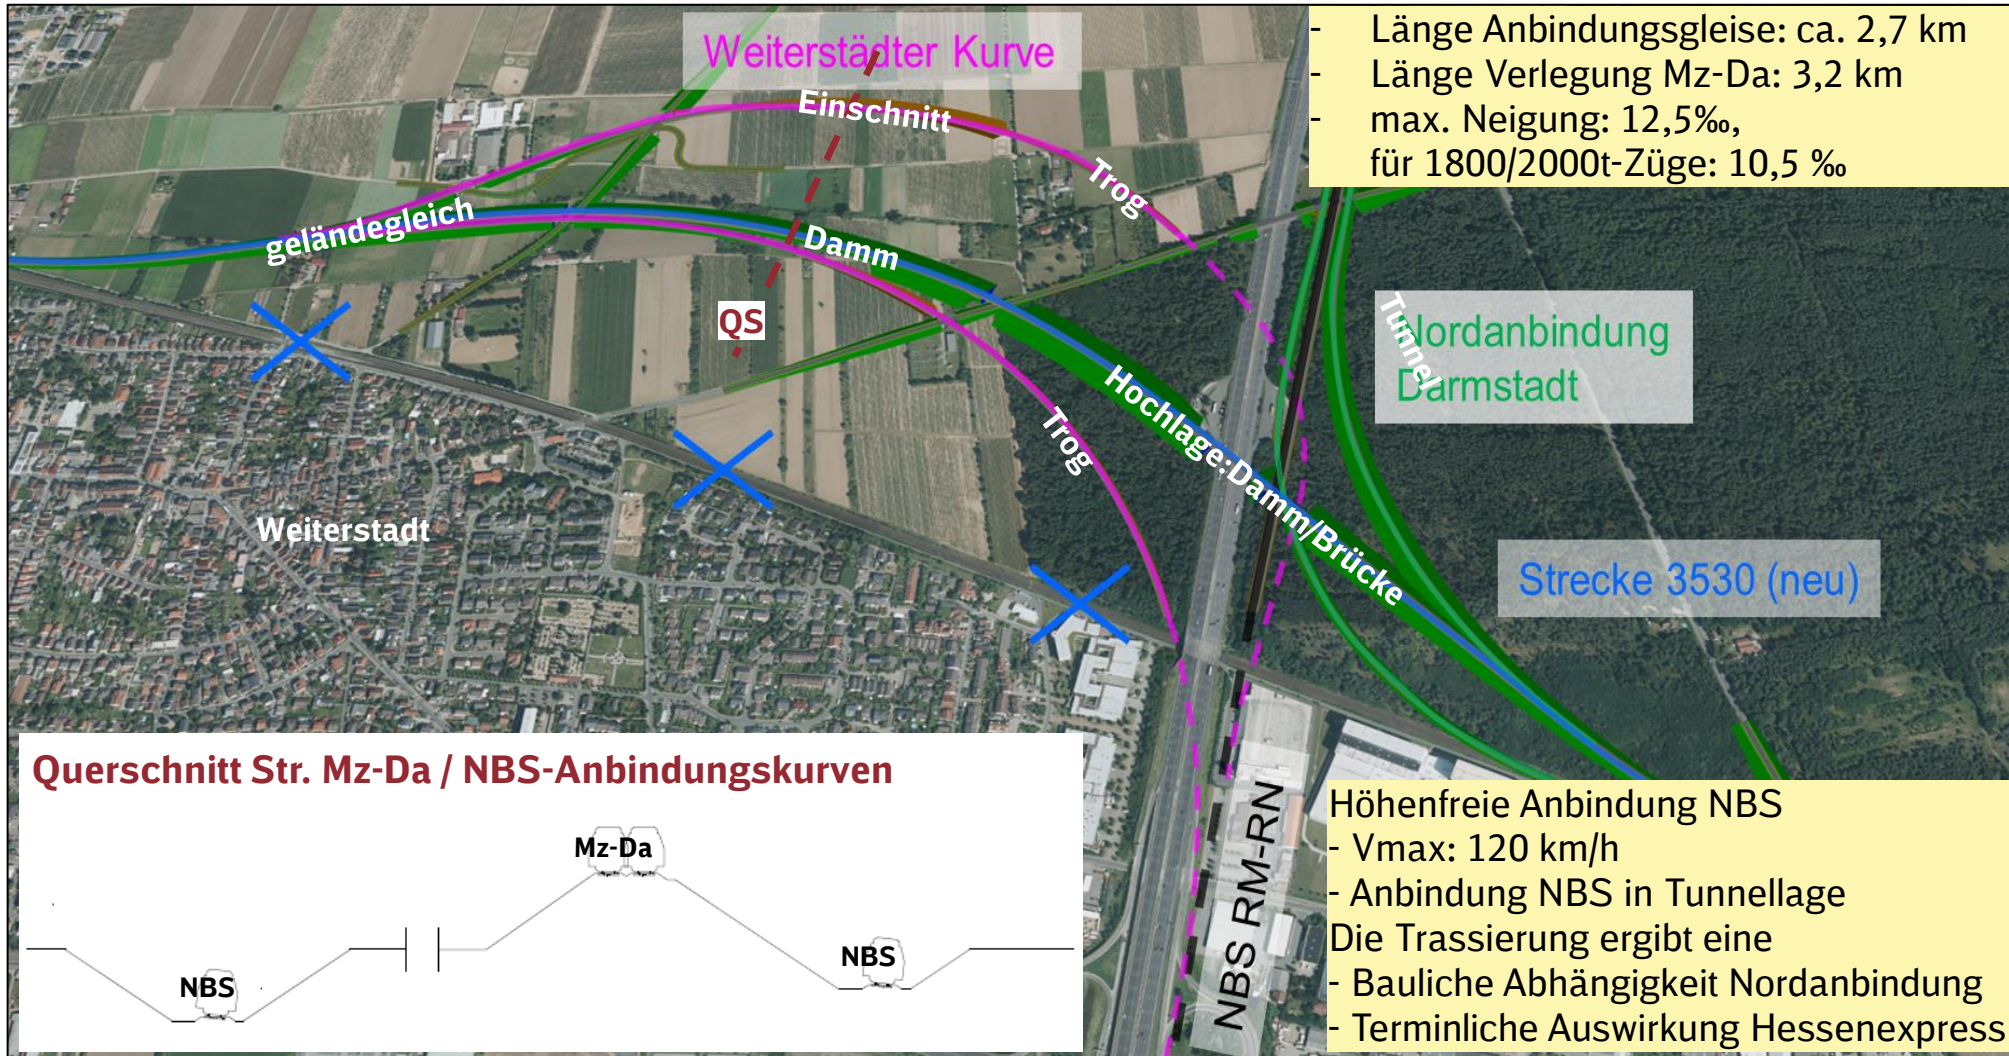 Weiterstädter Kurve
- Länge Anbindungsgleise: ca. 2,7 km
- Länge Verlegung Mz-Da: 3,2 km
- max. Neigung: 12,5‰,
für 1800/2000t-Züge: 10,5 ‰
Einschnitt
Trog
geländegleich
Damm
QS
Tunnel
Nordanbindung
Darmstadt
Hochlage:Damm/Brücke
Trog
Weiterstadt
Strecke 3530 (neu)
Querschnitt Str. Mz-Da / NBS-Anbindungskurven
Mz-Da
NBS
NBS
NBS RM-RN
Höhenfreie Anbindung NBS
- Vmax: 120 km/h
- Anbindung NBS in Tunnellage
Die Trassierung ergibt eine
- Bauliche Abhängigkeit Nordanbindung
- Terminliche Auswirkung Hessenexpress